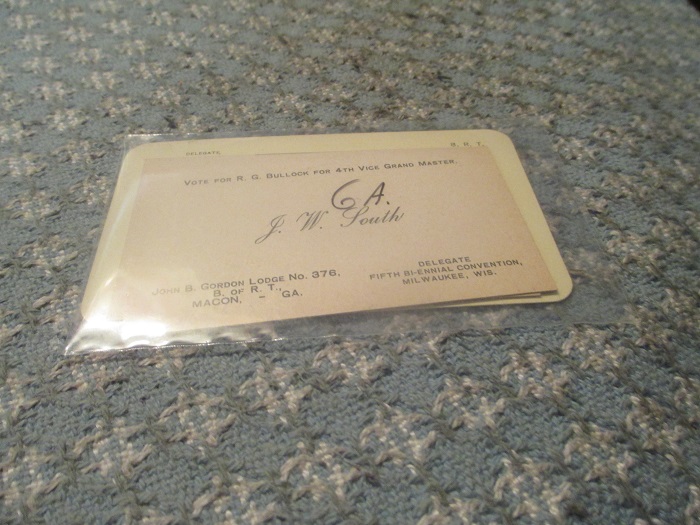 DELEGATE B. R. T.
VOTE FOR R. G. BULLOCK FOR 4TH VICE GRAND MASTER.
GA.
J. W. South
JOHN B. GORDON LODGE NO. 376,
B. OF R. T.,
MACON, – GA.
DELEGATE
FIFTH BI-ENNIAL CONVENTION,
MILWAUKEE, WIS.